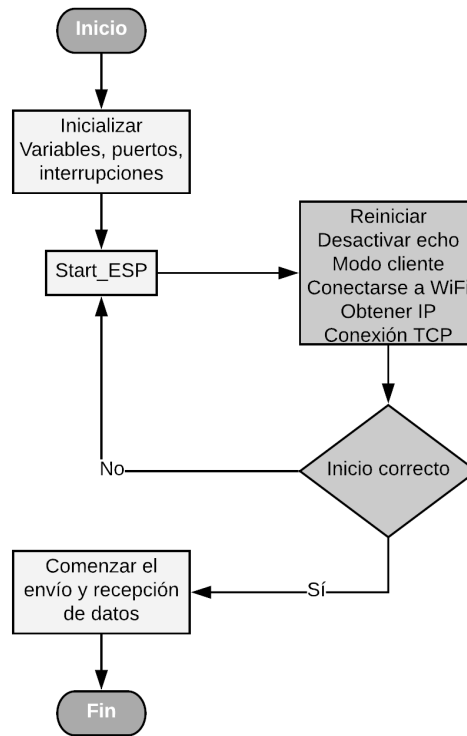 Inicio
Inicializar
Variables, puertos,
interrupciones
Start_ESP
Reiniciar
Desactivar echo
Modo cliente
Conectarse a WiFi
Obtener IP
Conexión TCP
Inicio correcto
No
Sí
Comenzar el
envío y recepción
de datos
Fin